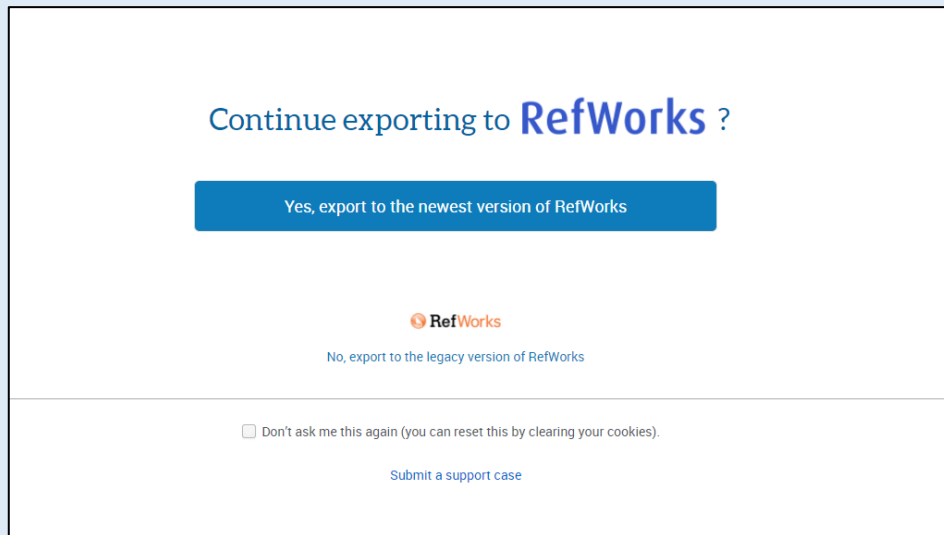 Continue exporting to RefWorks ?
Yes, export to the newest version of RefWorks
RefWorks
No, export to the legacy version of RefWorks
Don't ask me this again (you can reset this by clearing your cookies).
Submit a support case